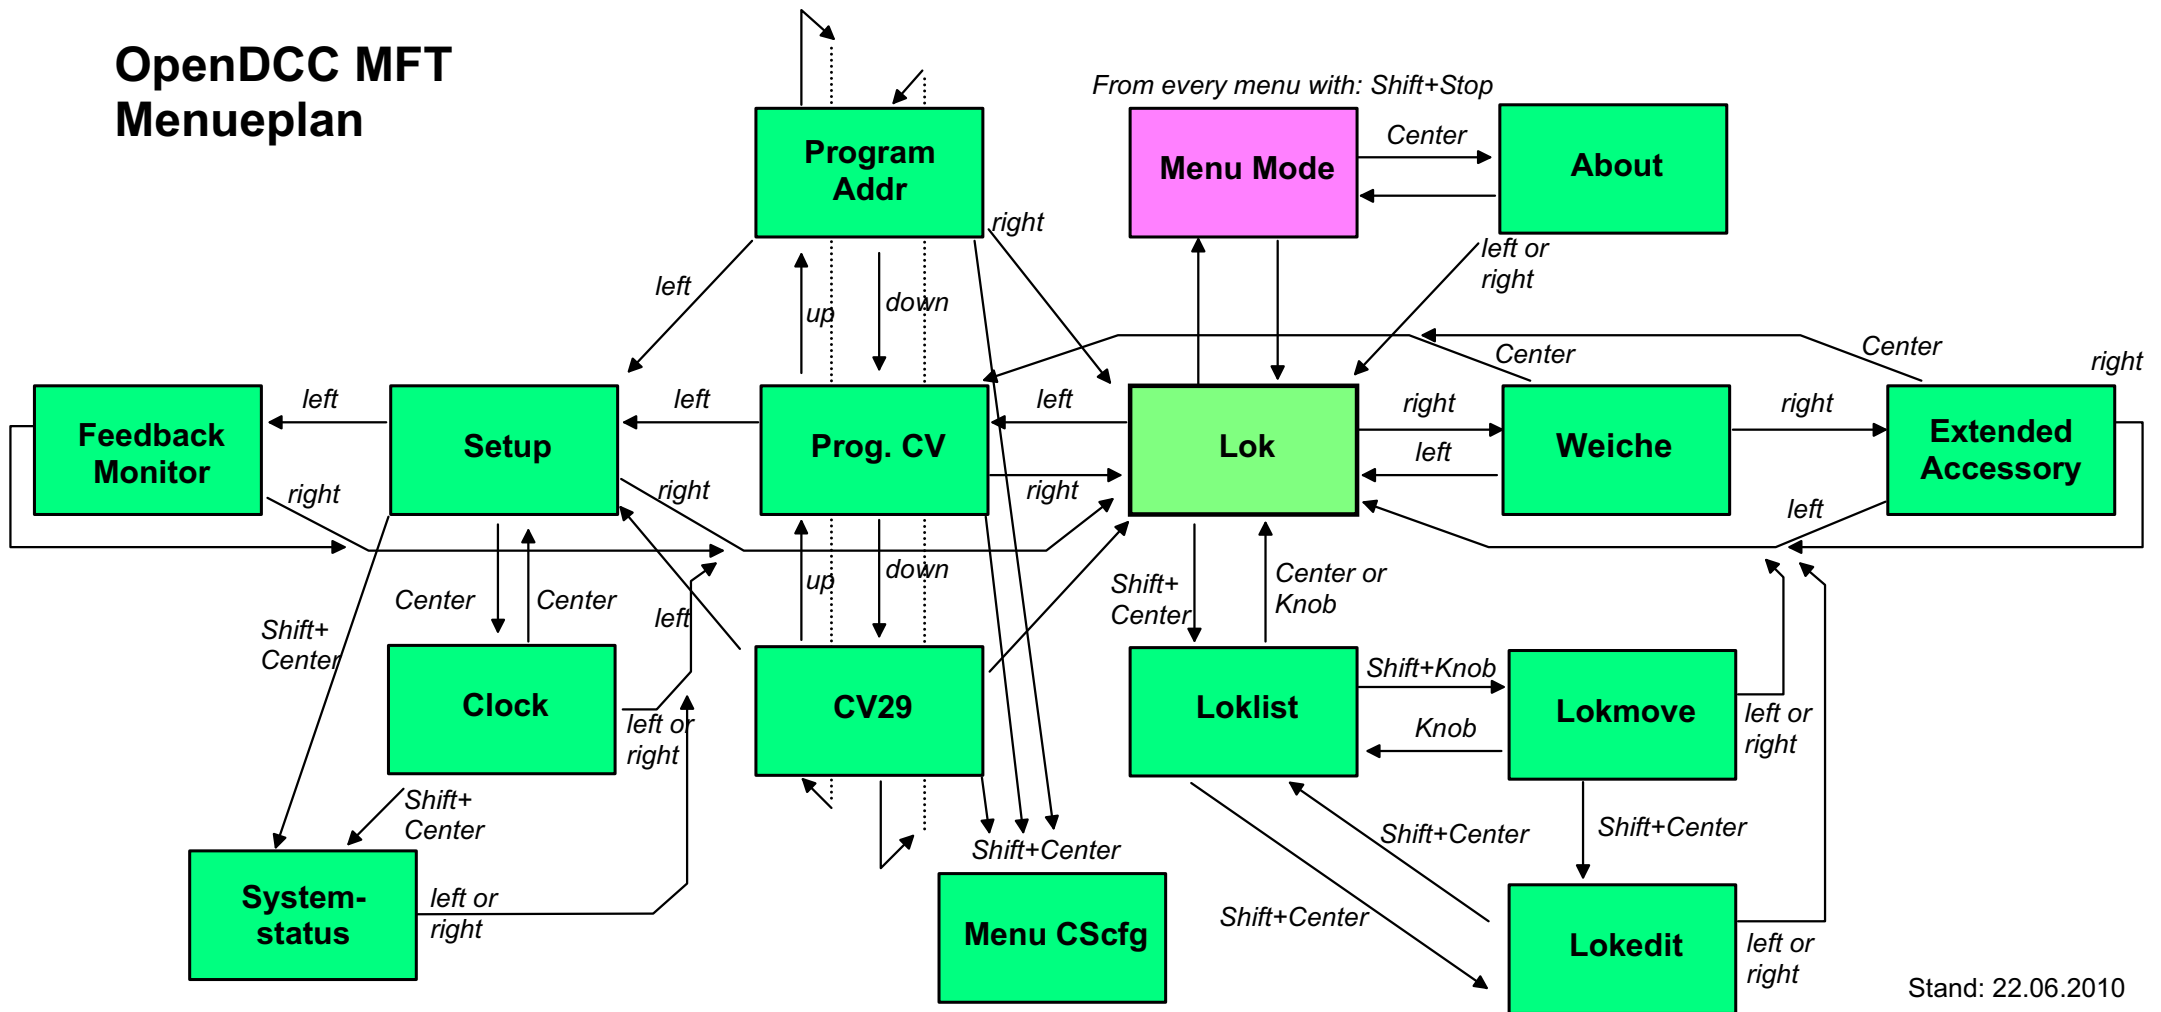 OpenDCC MFT
Menueplan
From every menu with: Shift+Stop
Program
Addr
Menu Mode
Center
About
right
left or
right
left
up
down
Center
Center
right
Feedback
Monitor
left
Setup
left
Prog. CV
left
Lok
right
left
Weiche
right
Extended
Accessory
right
right
right
left
Shift+
Center
Center
Center
left
up
down
Shift+
Center
Center or
Knob
Clock
left or
right
CV29
Loklist
Shift+Knob
Knob
Lokmove
left or
right
Shift+
Center
Shift+Center
Shift+Center
Shift+Center
Shift+Center
System-
status
left or
right
Menu CScfg
Lokedit
left or
right
Stand: 22.06.2010